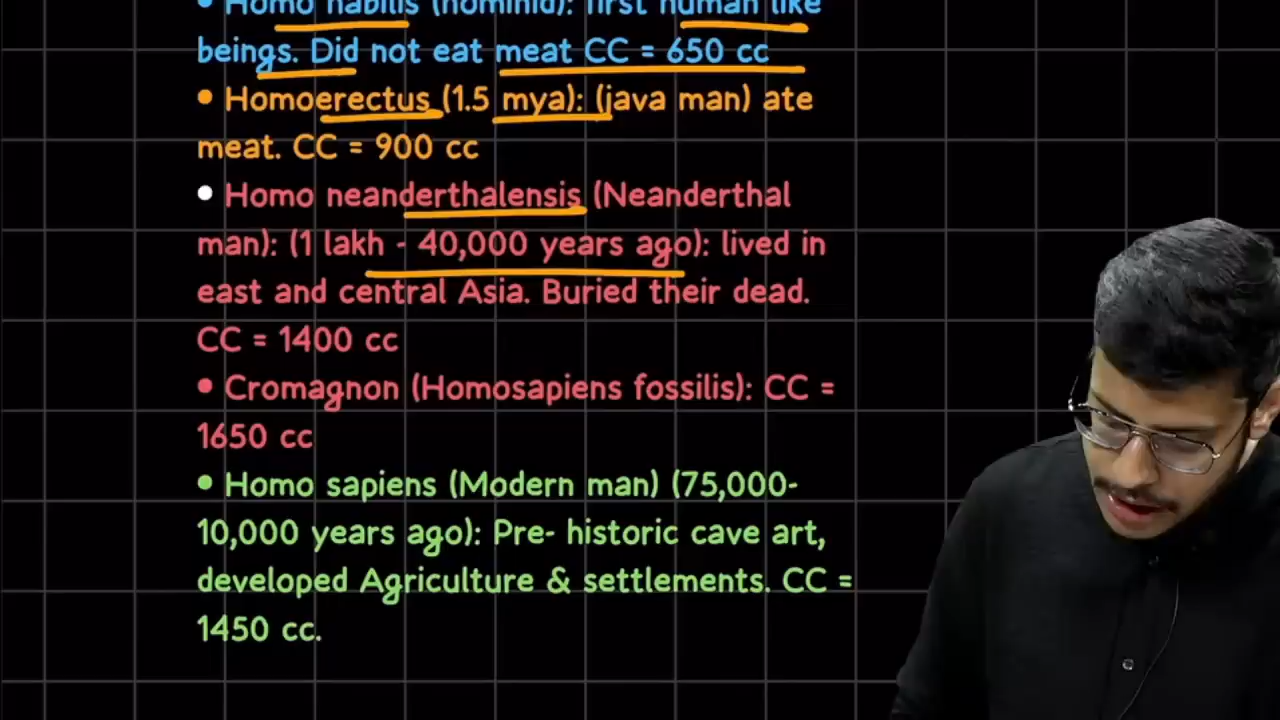 • Homo habilis (hominid): first human like
beings. Did not eat meat CC = 650 cc
• Homoerectus (1.5 mya): (java man) ate
meat. CC = 900 cc
• Homo neanderthalensis (Neanderthal
man): (1 lakh - 40,000 years ago): lived in
east and central Asia. Buried their dead.
CC = 1400 cc
• Cromagnon (Homosapiens fossilis): CC =
1650 cc
• Homo sapiens (Modern man) (75,000-
10,000 years ago): Pre- historic cave art,
developed Agriculture & settlements. CC =
1450 cc.